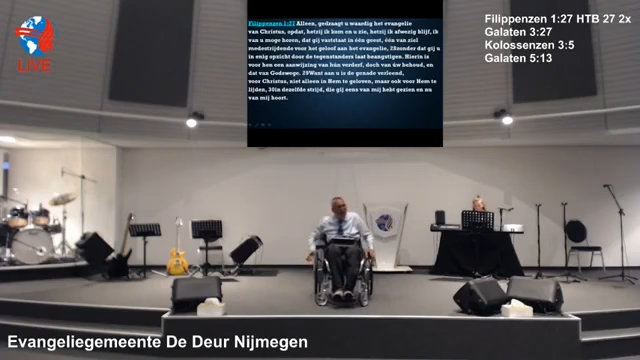 Filippenzen 1:27 Alleen, gedraagt u waardig het evangelie
van Christus, opdat, hetzij ik kom en u zie, hetzij ik afwezig blijf, ik
van u moge horen, dat gij vaststaat in één geest, één van ziel
medestrijdende voor het geloof aan het evangelie, 28zonder dat gij u
in enig opzicht door de tegenstanders laat beangstigen. Hierin is
voor hen een aanwijzing van hún verderf, doch van úw behoud, en
dat van Godswege. 29Want aan u is de genade verleend,
voor Christus, niet alleen in Hem te geloven, maar ook voor Hem te
lijden, 30in dezelfde strijd, die gij eens van mij hebt gezien en nu
van mij hoort.
Filippenzen 1:27 HTB 27 2x
Galaten 3:27
Kolossenzen 3:5
Galaten 5:13
LIVE
Evangeliegemeente De Deur Nijmegen